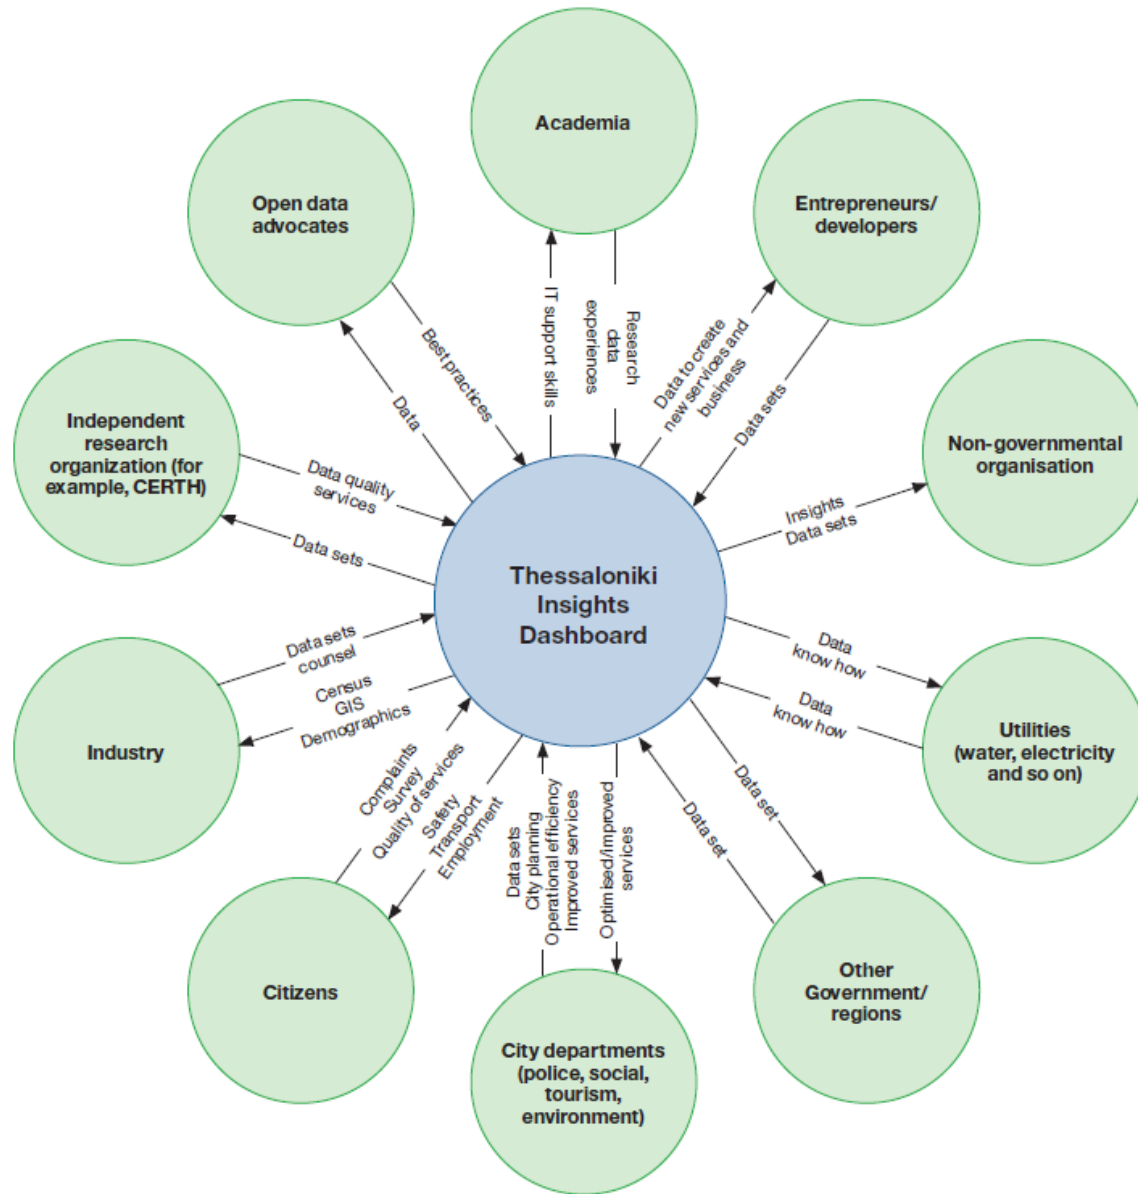 Academia
Open data
advocates
Entrepreneurs/
developers
IT support skills
Research
data
experiences
Best practices
Data
Data to create
new services and
business
Data sets
Independent
research
organization (for
example, CERTH)
Non-governmental
organisation
Data quality
services
Data sets
Insights
Data sets
Thessaloniki
Insights
Dashboard
Data sets
counsel
Census
GIS
Demographics
Industry
Data
know how
Data
know how
Utilities
(water, electricity
and so on)
Complaints
Survey
Quality of services
Safety
Transport
Employment
Data sets
City planning
Operational efficiency
Improved services
Optimised/improved
services
Data set
Data set
Citizens
City departments
(police, social,
tourism,
environment)
Other
Government/
regions